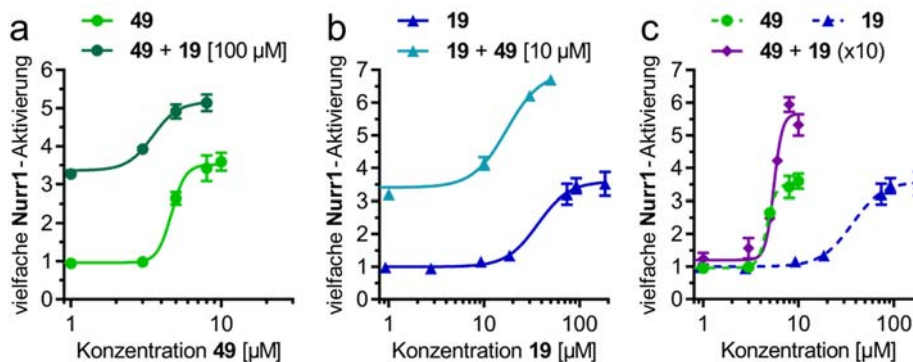 a
49
49 + 19 [100 µM]
vielfache Nurr1- Aktivierung
6
5
4
3
2
1
0
1
10
Konzentration 49 [µM]
b
19
19 + 49 [10 µM]
vielfache Nurr1- Aktivierung
7
6
5
4
3
2
1
0
1
10
100
Konzentration 19 [µM]
c
49
19
49 + 19 (x10)
vielfache Nurr1- Aktivierung
7
6
5
4
3
2
1
0
1
10
100
Konzentration [µM]